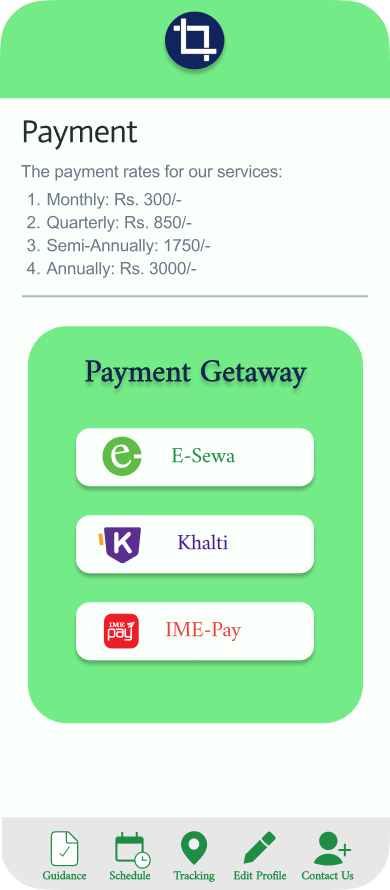 Payment
The payment rates for our services:
1. Monthly: Rs. 300/-
2. Quarterly: Rs. 850/-
3. Semi-Annually: 1750/-
4. Annually: Rs. 3000/-
Payment Getaway
e E-Sewa
K Khalti
IME
pay IME-Pay
Guidance Schedule Tracking Edit Profile Contact Us